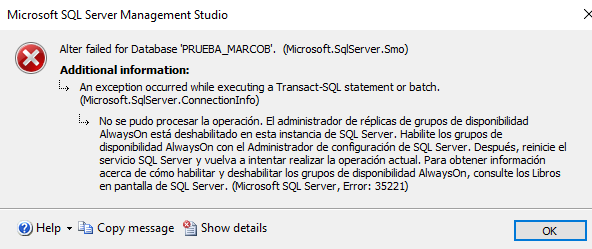 Microsoft SQL Server Management Studio
Alter failed for Database 'PRUEBA_MARCOB'. (Microsoft.SqlServer.Smo)
Additional information:
An exception occurred while executing a Transact-SQL statement or batch.
(Microsoft.SqlServer.ConnectionInfo)
No se pudo procesar la operación. El administrador de réplicas de grupos de disponibilidad
AlwaysOn está deshabilitado en esta instancia de SQL Server. Habilite los grupos de
disponibilidad AlwaysOn con el Administrador de configuración de SQL Server. Después, reinicie el
servicio SQL Server y vuelva a intentar realizar la operación actual. Para obtener información
acerca de cómo habilitar y deshabilitar los grupos de disponibilidad AlwaysOn, consulte los Libros
en pantalla de SQL Server. (Microsoft SQL Server, Error: 35221)
Help Copy message Show details OK